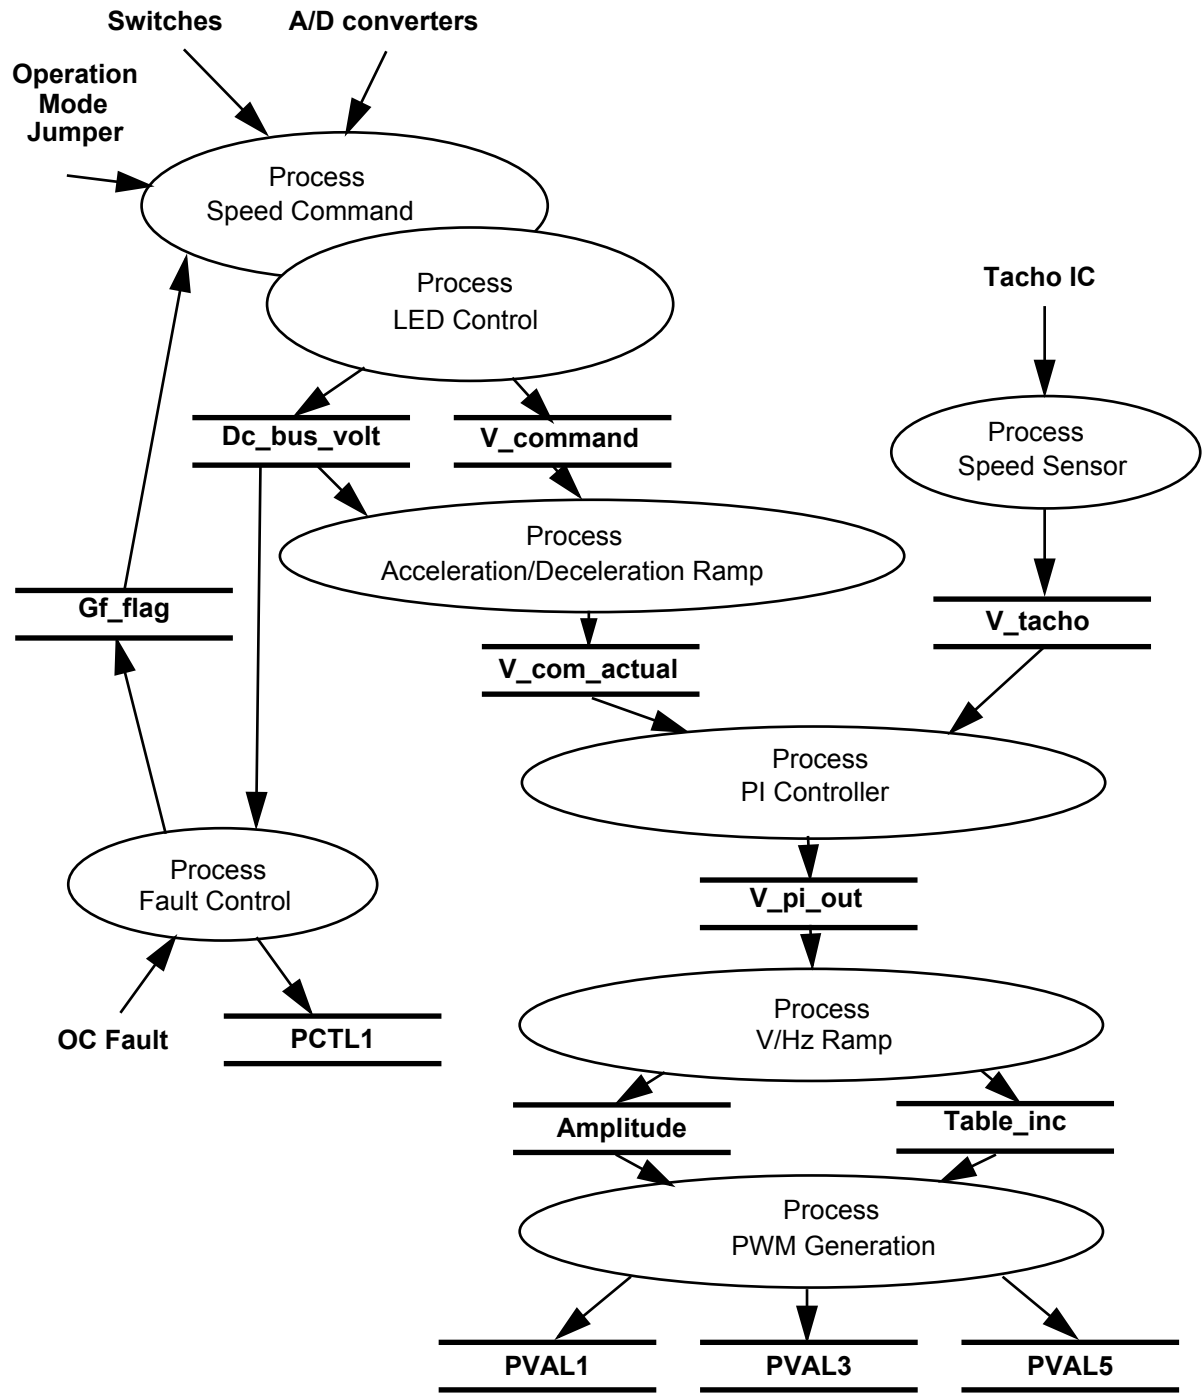 Switches
A/D converters
Operation
Mode
Jumper
Process
Speed Command
Process
LED Control
Tacho IC
Dc_bus_volt
V_command
Process
Speed Sensor
Process
Acceleration/Deceleration Ramp
Gf_flag
V_tacho
V_com_actual
Process
PI Controller
Process
Fault Control
V_pi_out
Process
V/Hz Ramp
OC Fault
PCTL1
Amplitude
Table_inc
Process
PWM Generation
PVAL1
PVAL3
PVAL5